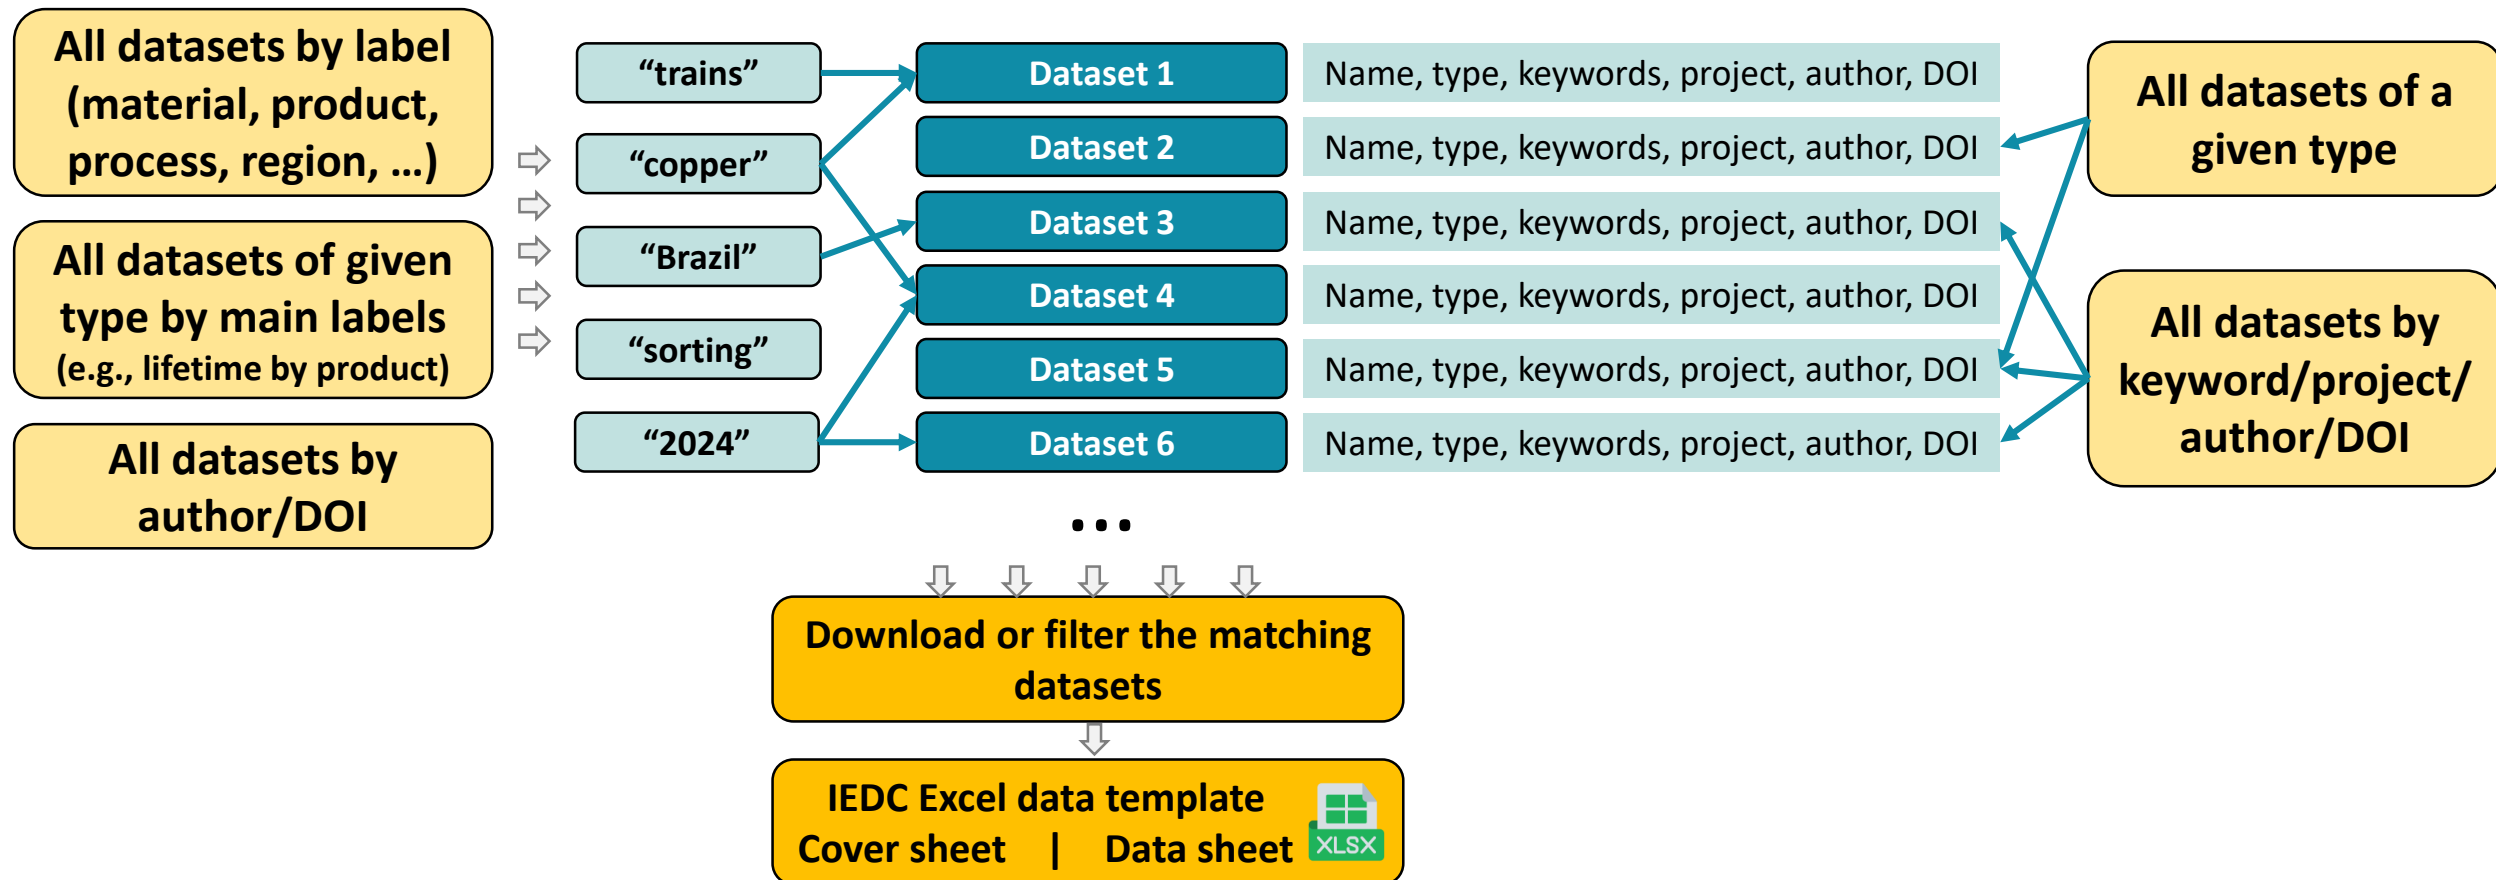 All datasets by label
(material, product,
process, region, …)
All datasets of given
type by main labels
(e.g., lifetime by product)
All datasets by
author/DOI
“trains”
“copper”
“Brazil”
“sorting”
“2024”
Dataset 1
Dataset 2
Dataset 3
Dataset 4
Dataset 5
Dataset 6
...
Name, type, keywords, project, author, DOI
Name, type, keywords, project, author, DOI
Name, type, keywords, project, author, DOI
Name, type, keywords, project, author, DOI
Name, type, keywords, project, author, DOI
Name, type, keywords, project, author, DOI
All datasets of a
given type
All datasets by
keyword/project/
author/DOI
Download or filter the matching
datasets
IEDC Excel data template
Cover sheet | Data sheet
XLSX